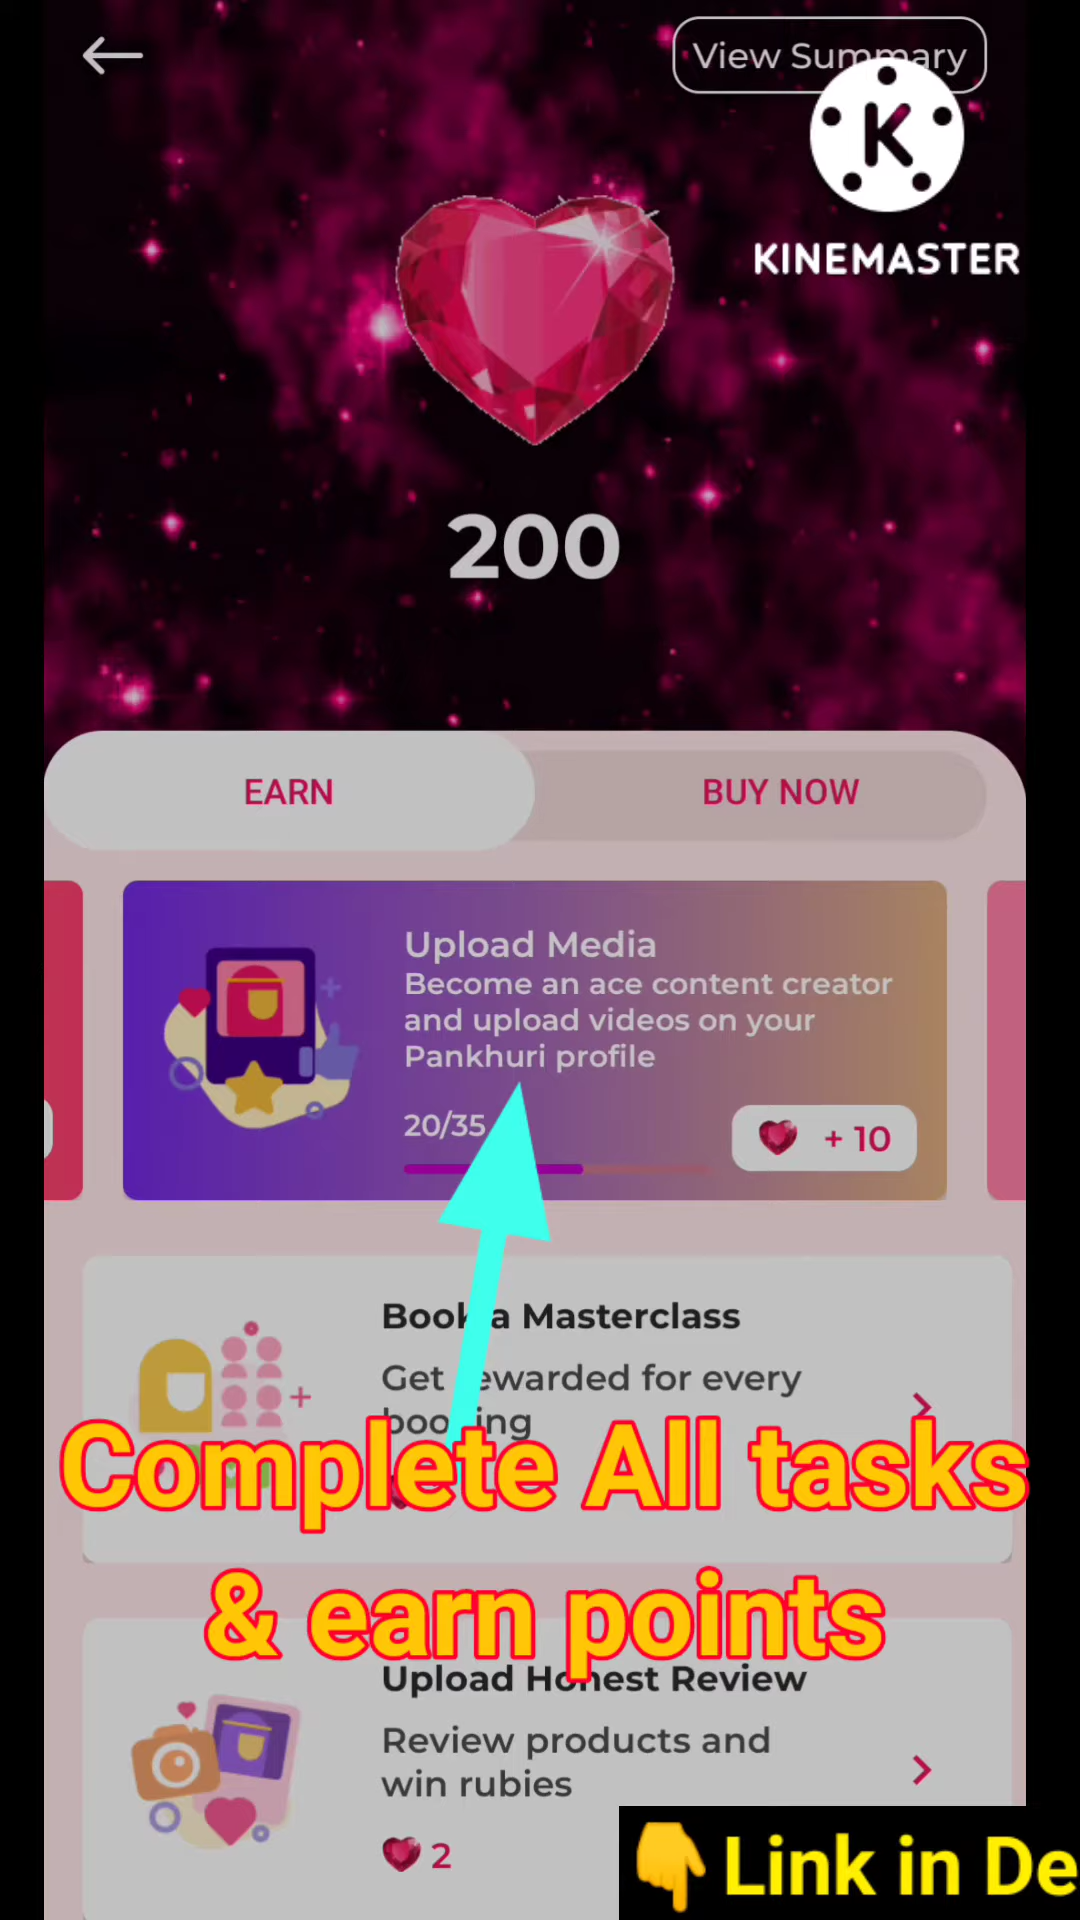 View Summary
K
KINEMASTER
200
EARN
BUY NOW
Upload Media
Become an ace content creator
and upload videos on your
Pankhuri profile
20/35
+ 10
Book a Masterclass
Get rewarded for every
booking
Complete All tasks
& earn points
Upload Honest Review
Review products and
win rubies
2
Link in De